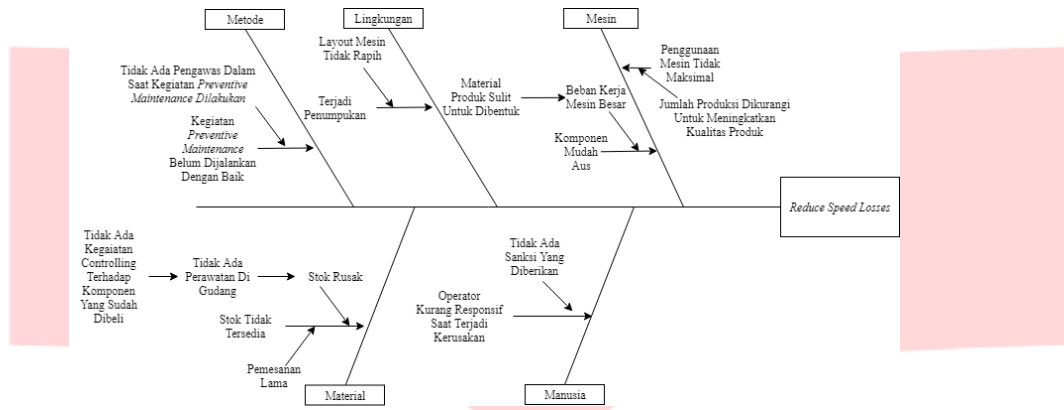 Metode
Lingkungan
Mesin
Tidak Ada Pengawas Dalam
Saat Kegiatan Preventive
Maintenance Dilakukan
Kegiatan
Preventive
Maintenance
Belum Dijalankan
Dengan Baik
Layout Mesin
Tidak Rapih
Terjadi
Penumpukan
Material
Produk Sulit
Untuk Dibentuk
Beban Kerja
Mesin Besar
Komponen
Mudah
Aus
Penggunaan
Mesin Tidak
Maksimal
Jumlah Produksi Dikurangi
Untuk Meningkatkan
Kualitas Produk
Reduce Speed Losses
Tidak Ada
Kegaiatan
Controlling
Terhadap
Komponen
Yang Sudah
Dibeli
Tidak Ada
Perawatan Di
Gudang
Stok Rusak
Stok Tidak
Tersedia
Pemesanan
Lama
Tidak Ada
Sanksi Yang
Diberikan
Operator
Kurang Responsif
Saat Terjadi
Kerusakan
Material
Manusia